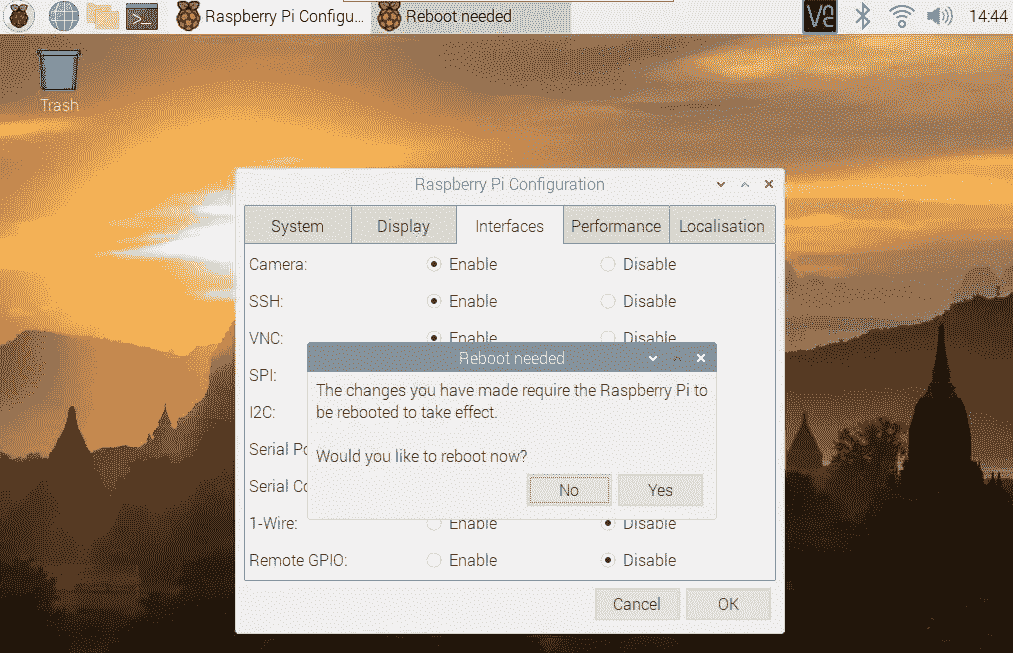 Raspberry Pi Configu... Reboot needed 14:44
Trash
Raspberry Pi Configuration
System Display Interfaces Performance Localisation
Camera: Enable Disable
SSH: Enable Disable
VNC: Enable Disable
Reboot needed
SPI:
The changes you have made require the Raspberry Pi to
be rebooted to take effect.
I2C:
Serial Po
Would you like to reboot now?
Serial Co
No Yes
1-Wire: Enable Disable
Remote GPIO: Enable Disable
Cancel OK